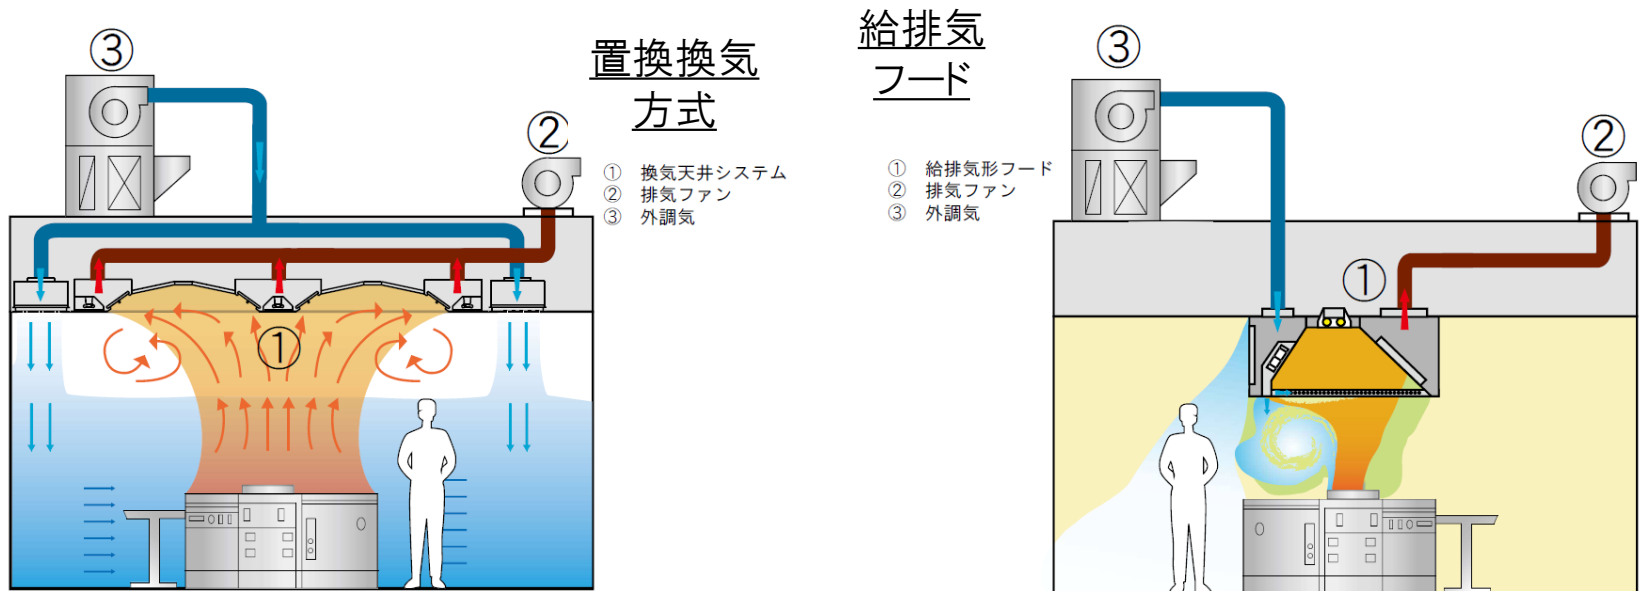 ③
置換換気
方式
②
① 換気天井システム
② 排気ファン
③ 外調気
①
給排気
フード
③
②
① 給排気形フード
② 排気ファン
③ 外調気
①